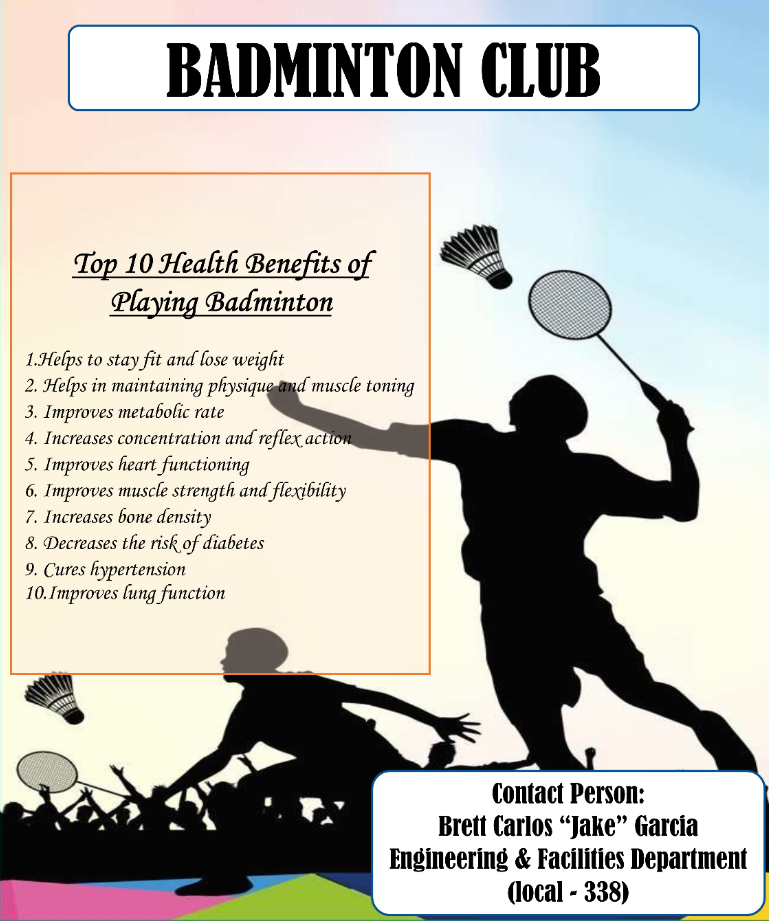 BADMINTON CLUB
Top 10 Health Benefits of
Playing Badminton
1.Helps to stay fit and lose weight
2. Helps in maintaining physique and muscle toning
3. Improves metabolic rate
4. Increases concentration and reflex action
5. Improves heart functioning
6. Improves muscle strength and flexibility
7. Increases bone density
8. Decreases the risk of diabetes
9. Cures hypertension
10.Improves lung function
Contact Person:
Brett Carlos “Jake” Garcia
Engineering & Facilities Department
(local - 338)